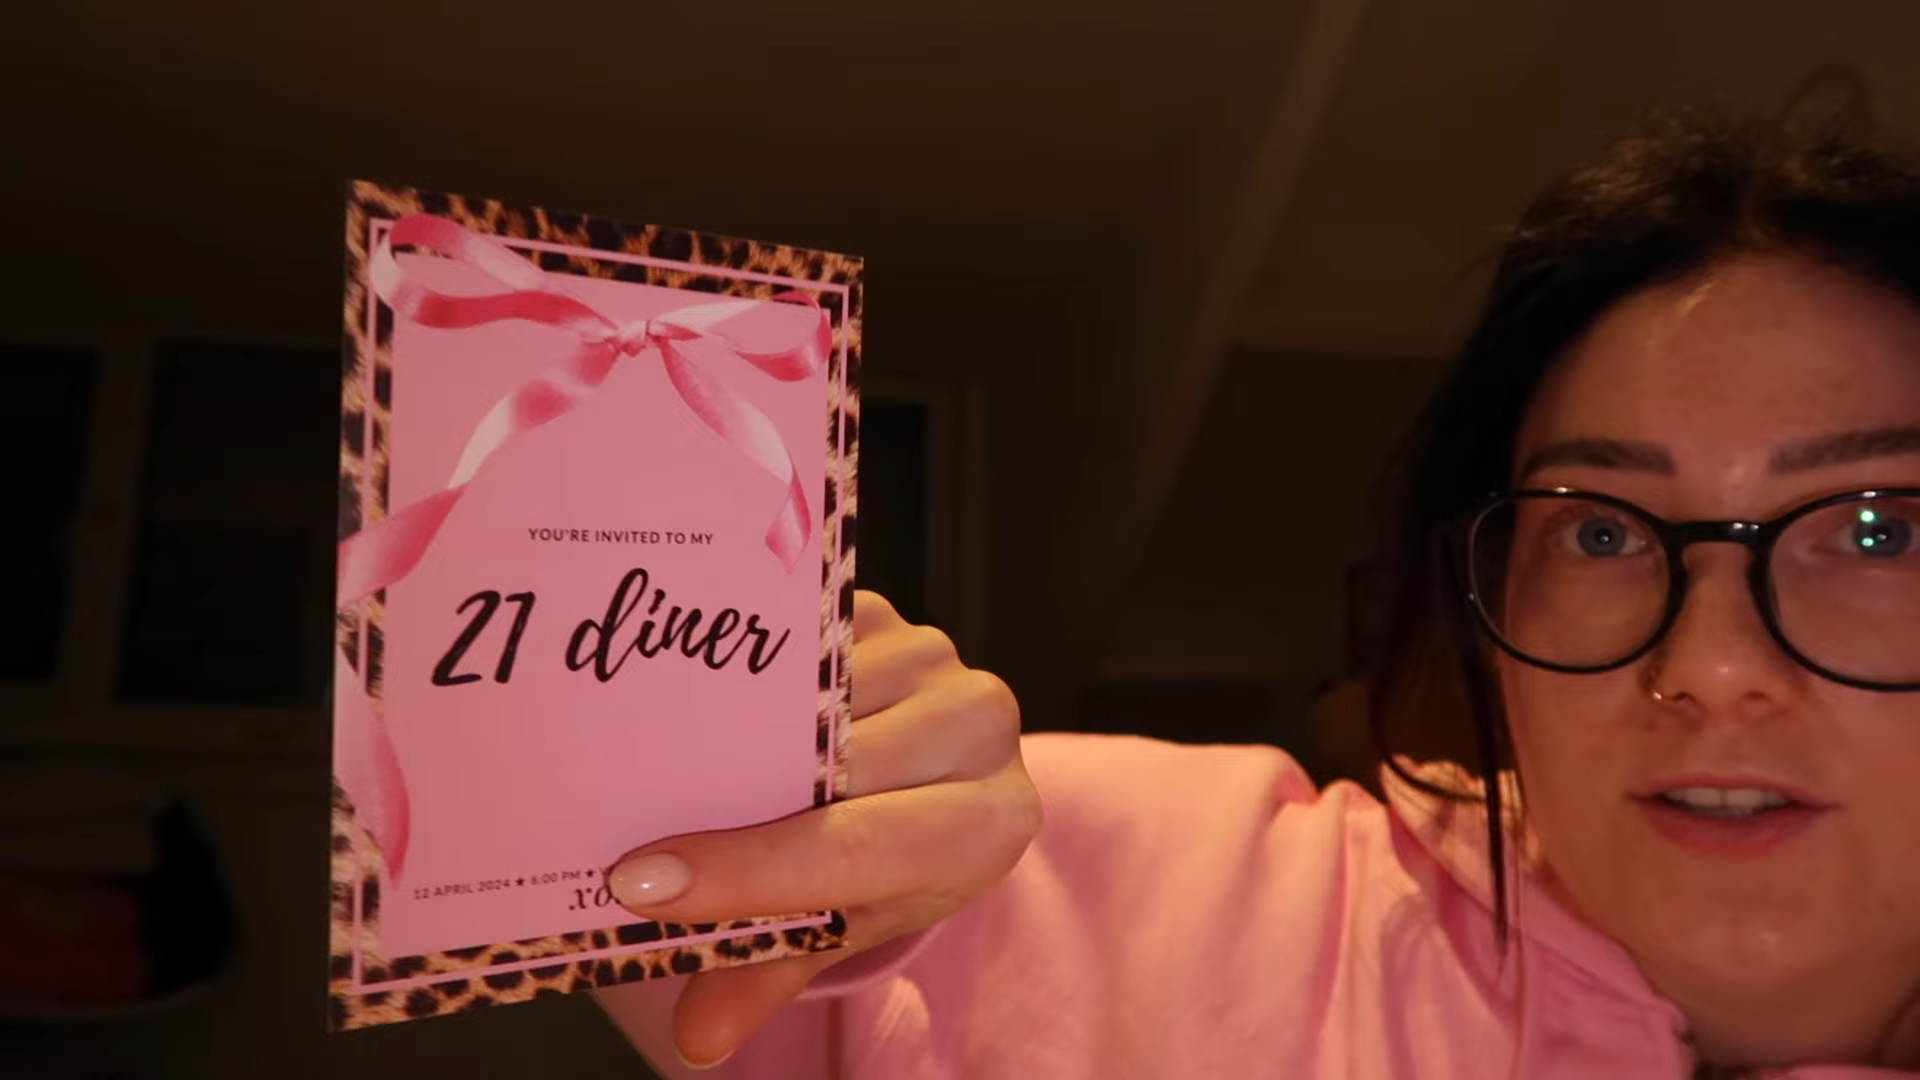 YOU'RE INVITED TO MY
21 diner
12 APRIL 2024 ★ 6:00 PM ★